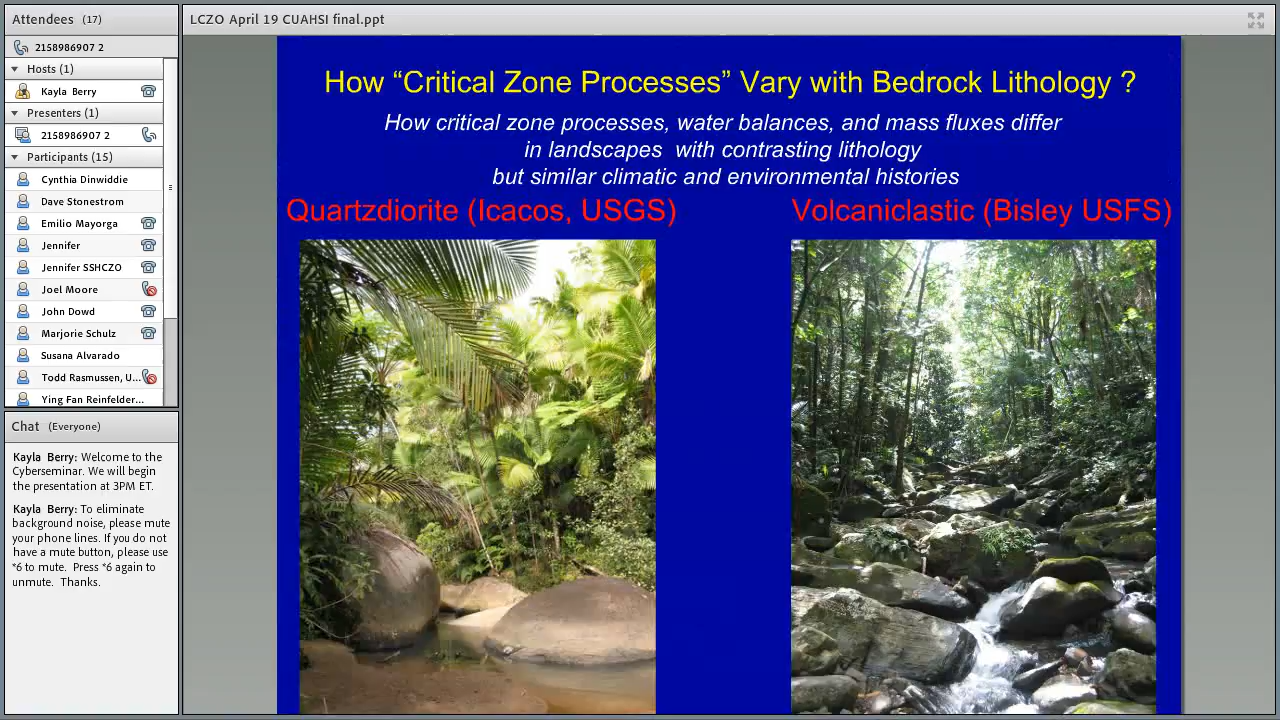 Attendees (17)
2158986907 2
Hosts (1)
Kayla Berry
Presenters (1)
2158986907 2
Participants (15)
Cynthia Dinwiddie
Dave Stonestrom
Emilio Mayorga
Jennifer
Jennifer SSHCZO
Joel Moore
John Dowd
Marjorie Schulz
Susana Alvarado
Todd Rasmussen, U...
Ying Fan Reinfelder...
Chat (Everyone)
Kayla Berry: Welcome to the
Cyberseminar. We will begin
the presentation at 3PM ET.
Kayla Berry: To eliminate
background noise, please mute
your phone lines. If you do not
have a mute button, please use
*6 to mute. Press *6 again to
unmute. Thanks.
LCZO April 19 CUAHSI final.ppt
How “Critical Zone Processes” Vary with Bedrock Lithology ?
How critical zone processes, water balances, and mass fluxes differ
in landscapes with contrasting lithology
but similar climatic and environmental histories
Quartzdiorite (Icacos, USGS)
Volcaniclastic (Bisley USFS)